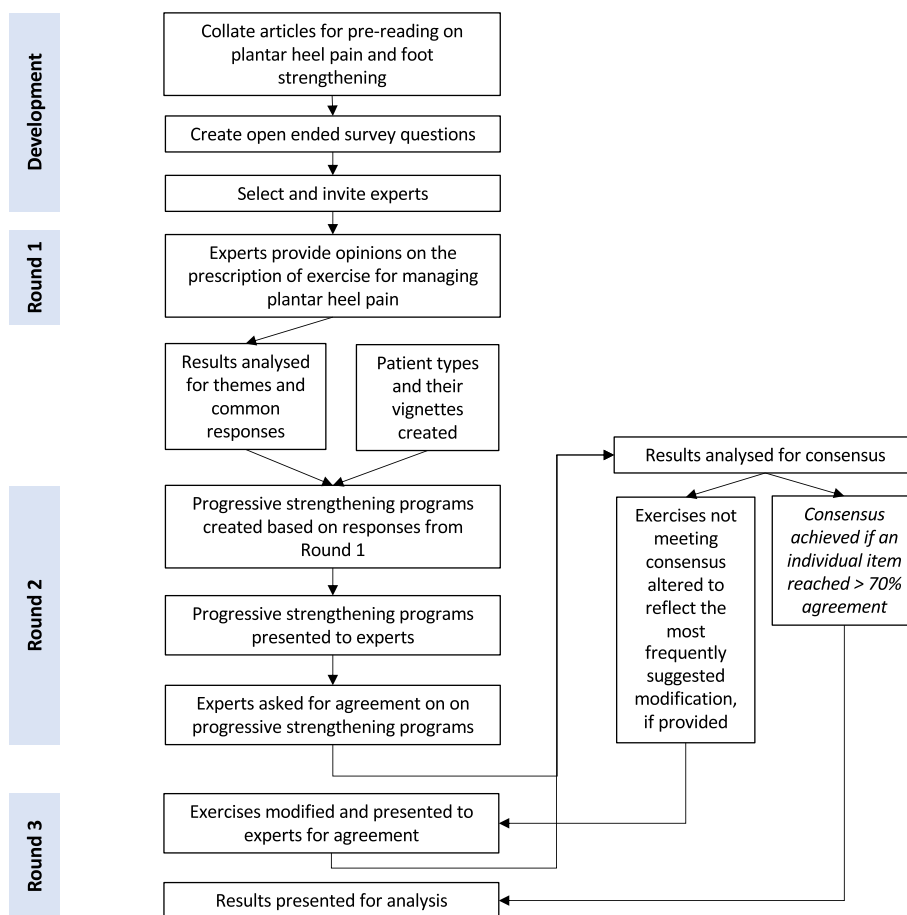 Development
Collate articles for pre-reading on
plantar heel pain and foot
strengthening
Create open ended survey questions
Select and invite experts
Round 1
Experts provide opinions on the
prescription of exercise for managing
plantar heel pain
Results analysed
for themes and
common
responses
Patient types
and their
vignettes
created
Round 2
Progressive strengthening programs
created based on responses from
Round 1
Progressive strengthening programs
presented to experts
Experts asked for agreement on on
progressive strengthening programs
Results analysed for consensus
Exercises not
meeting
consensus
altered to
reflect the
most
frequently
suggested
modification,
if provided
Consensus
achieved if an
individual item
reached > 70%
agreement
Round 3
Exercises modified and presented to
experts for agreement
Results presented for analysis